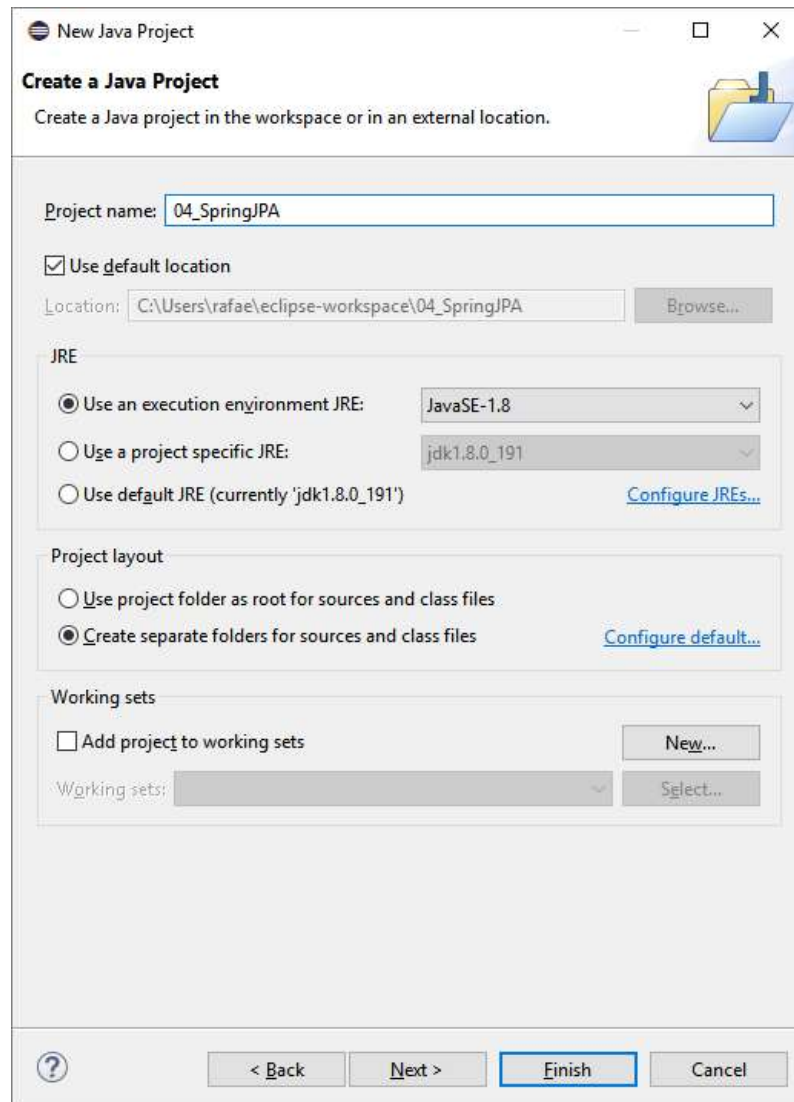 New Java Project
Create a Java Project
Create a Java project in the workspace or in an external location.
Project name: 04_SpringJPA
Use default location
Location: C:\Users\rafae\eclipse-workspace\04_SpringJPA Browse...
JRE
Use an execution environment JRE: JavaSE-1.8
Use a project specific JRE: jdk1.8.0_191
Use default JRE (currently 'jdk1.8.0_191') Configure JREs...
Project layout
Use project folder as root for sources and class files
Create separate folders for sources and class files Configure default...
Working sets
Add project to working sets New...
Working sets: Select...
? < Back Next > Finish Cancel